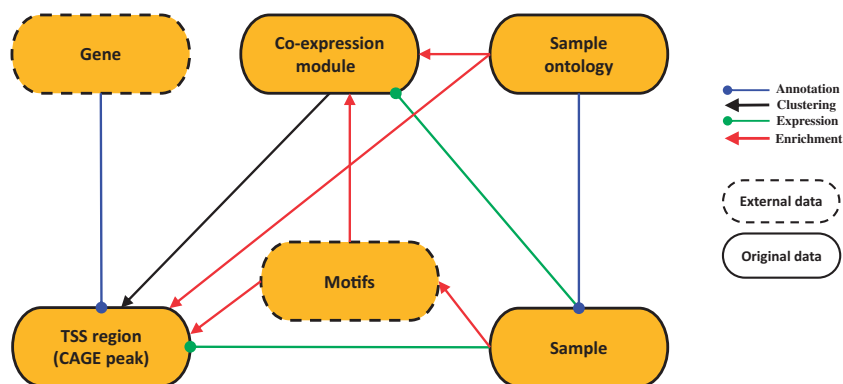 Gene
Co-expression
module
Sample
ontology
Annotation
Clustering
Expression
Enrichment
External data
Original data
Motifs
TSS region
(CAGE peak)
Sample